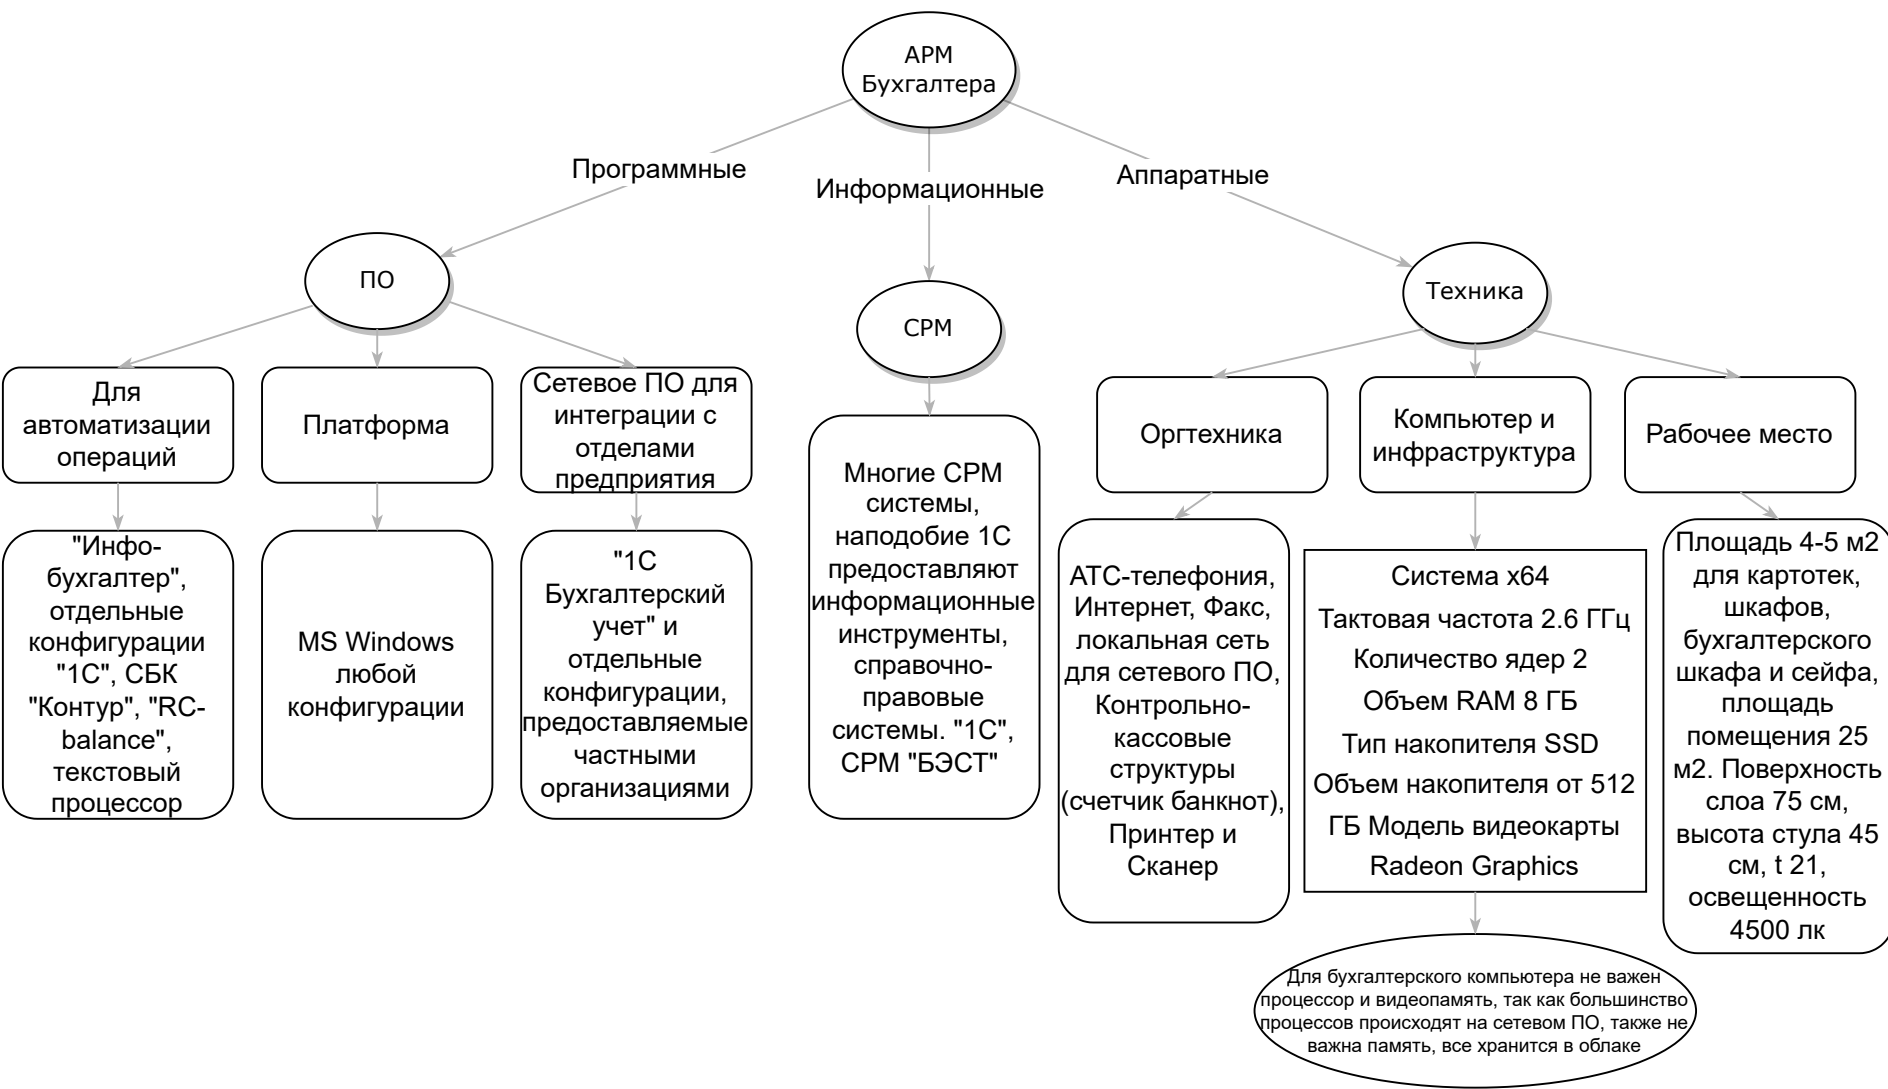 АРМ
Бухгалтера
Программные
Информационные
Аппаратные
ПО
СРМ
Техника
Для
автоматизации
операций
Платформа
Сетевое ПО для
интеграции с
отделами
предприятия
Оргтехника
Компьютер и
инфраструктура
Рабочее место
"Инфо-
бухгалтер",
отдельные
конфигурации
"1С", СБК
"Контур", "RC-
balance",
текстовый
процессор
MS Windows
любой
конфигурации
"1С
Бухгалтерский
учет" и
отдельные
конфигурации,
предоставляемые
частными
организациями
Многие СРМ
системы,
наподобие 1С
предоставляют
информационные
инструменты,
справочно-
правовые
системы. "1С",
СРМ "БЭСТ"
АТС-телефония,
Интернет, Факс,
локальная сеть
для сетевого ПО,
Контрольно-
кассовые
структуры
(счетчик банкнот),
Принтер и
Сканер
Система x64
Тактовая частота 2.6 ГГц
Количество ядер 2
Объем RAM 8 ГБ
Тип накопителя SSD
Объем накопителя от 512
ГБ Модель видеокарты
Radeon Graphics
Площадь 4-5 м2
для картотек,
шкафов,
бухгалтерского
шкафа и сейфа,
площадь
помещения 25
м2. Поверхность
слоа 75 см,
высота стула 45
см, t 21,
освещенность
4500 лк
Для бухгалтерского компьютера не важен
процессор и видеопамять, так как большинство
процессов происходят на сетевом ПО, также не
важна память, все хранится в облаке